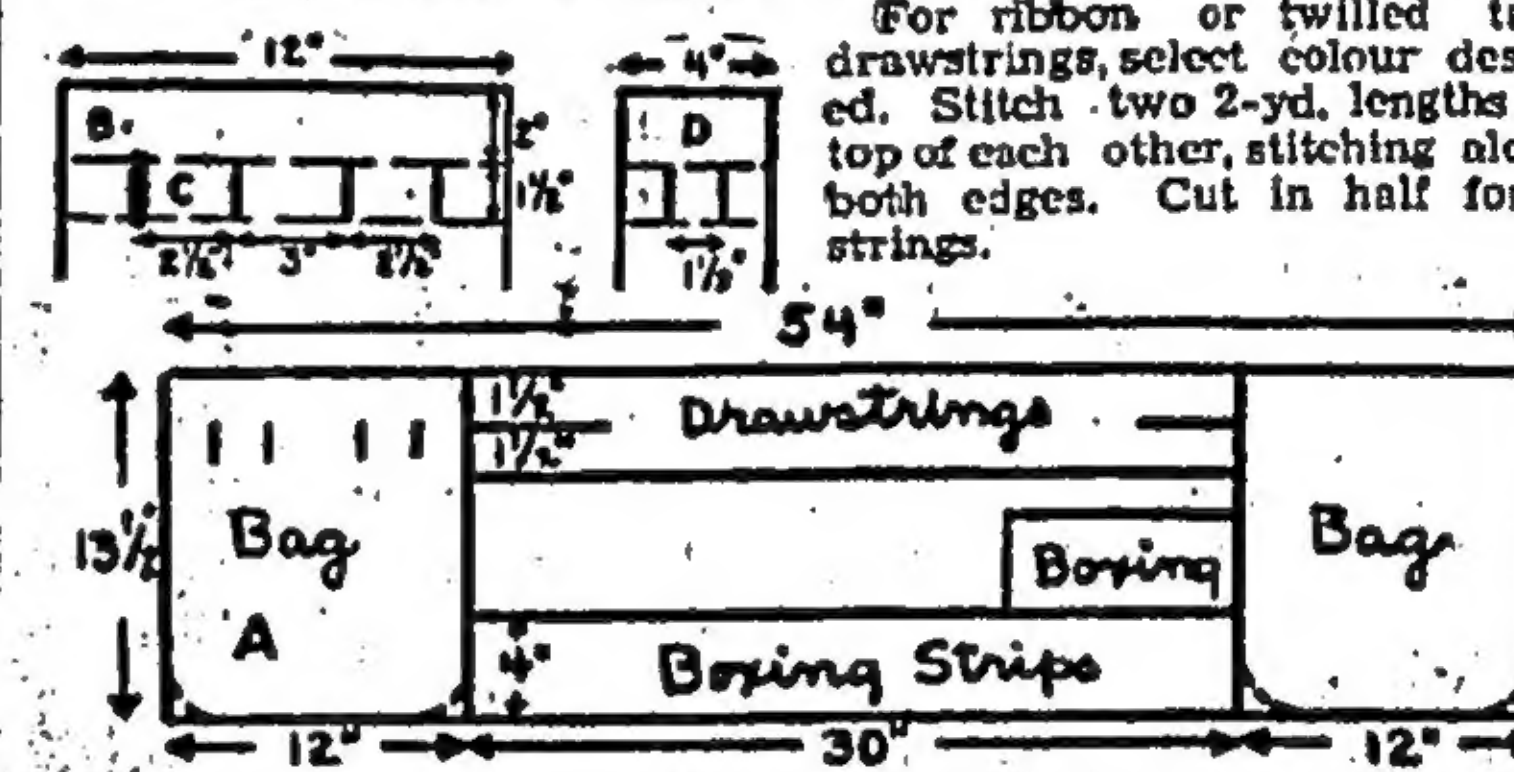 12"
B.
2"
C
1½"
2½"
3"
2½"
4"
D
1½"
For ribbon or twilled
drawstrings, select colour des
ed. Stitch two 2-yd. lengths
top of each other, stitching alo
both edges. Cut in half for
strings.
54"
13½"
Bag
A
1½"
1½"
Drawstrings
Boxing
4"
Boxing Strips
Bag
12"
30"
12"